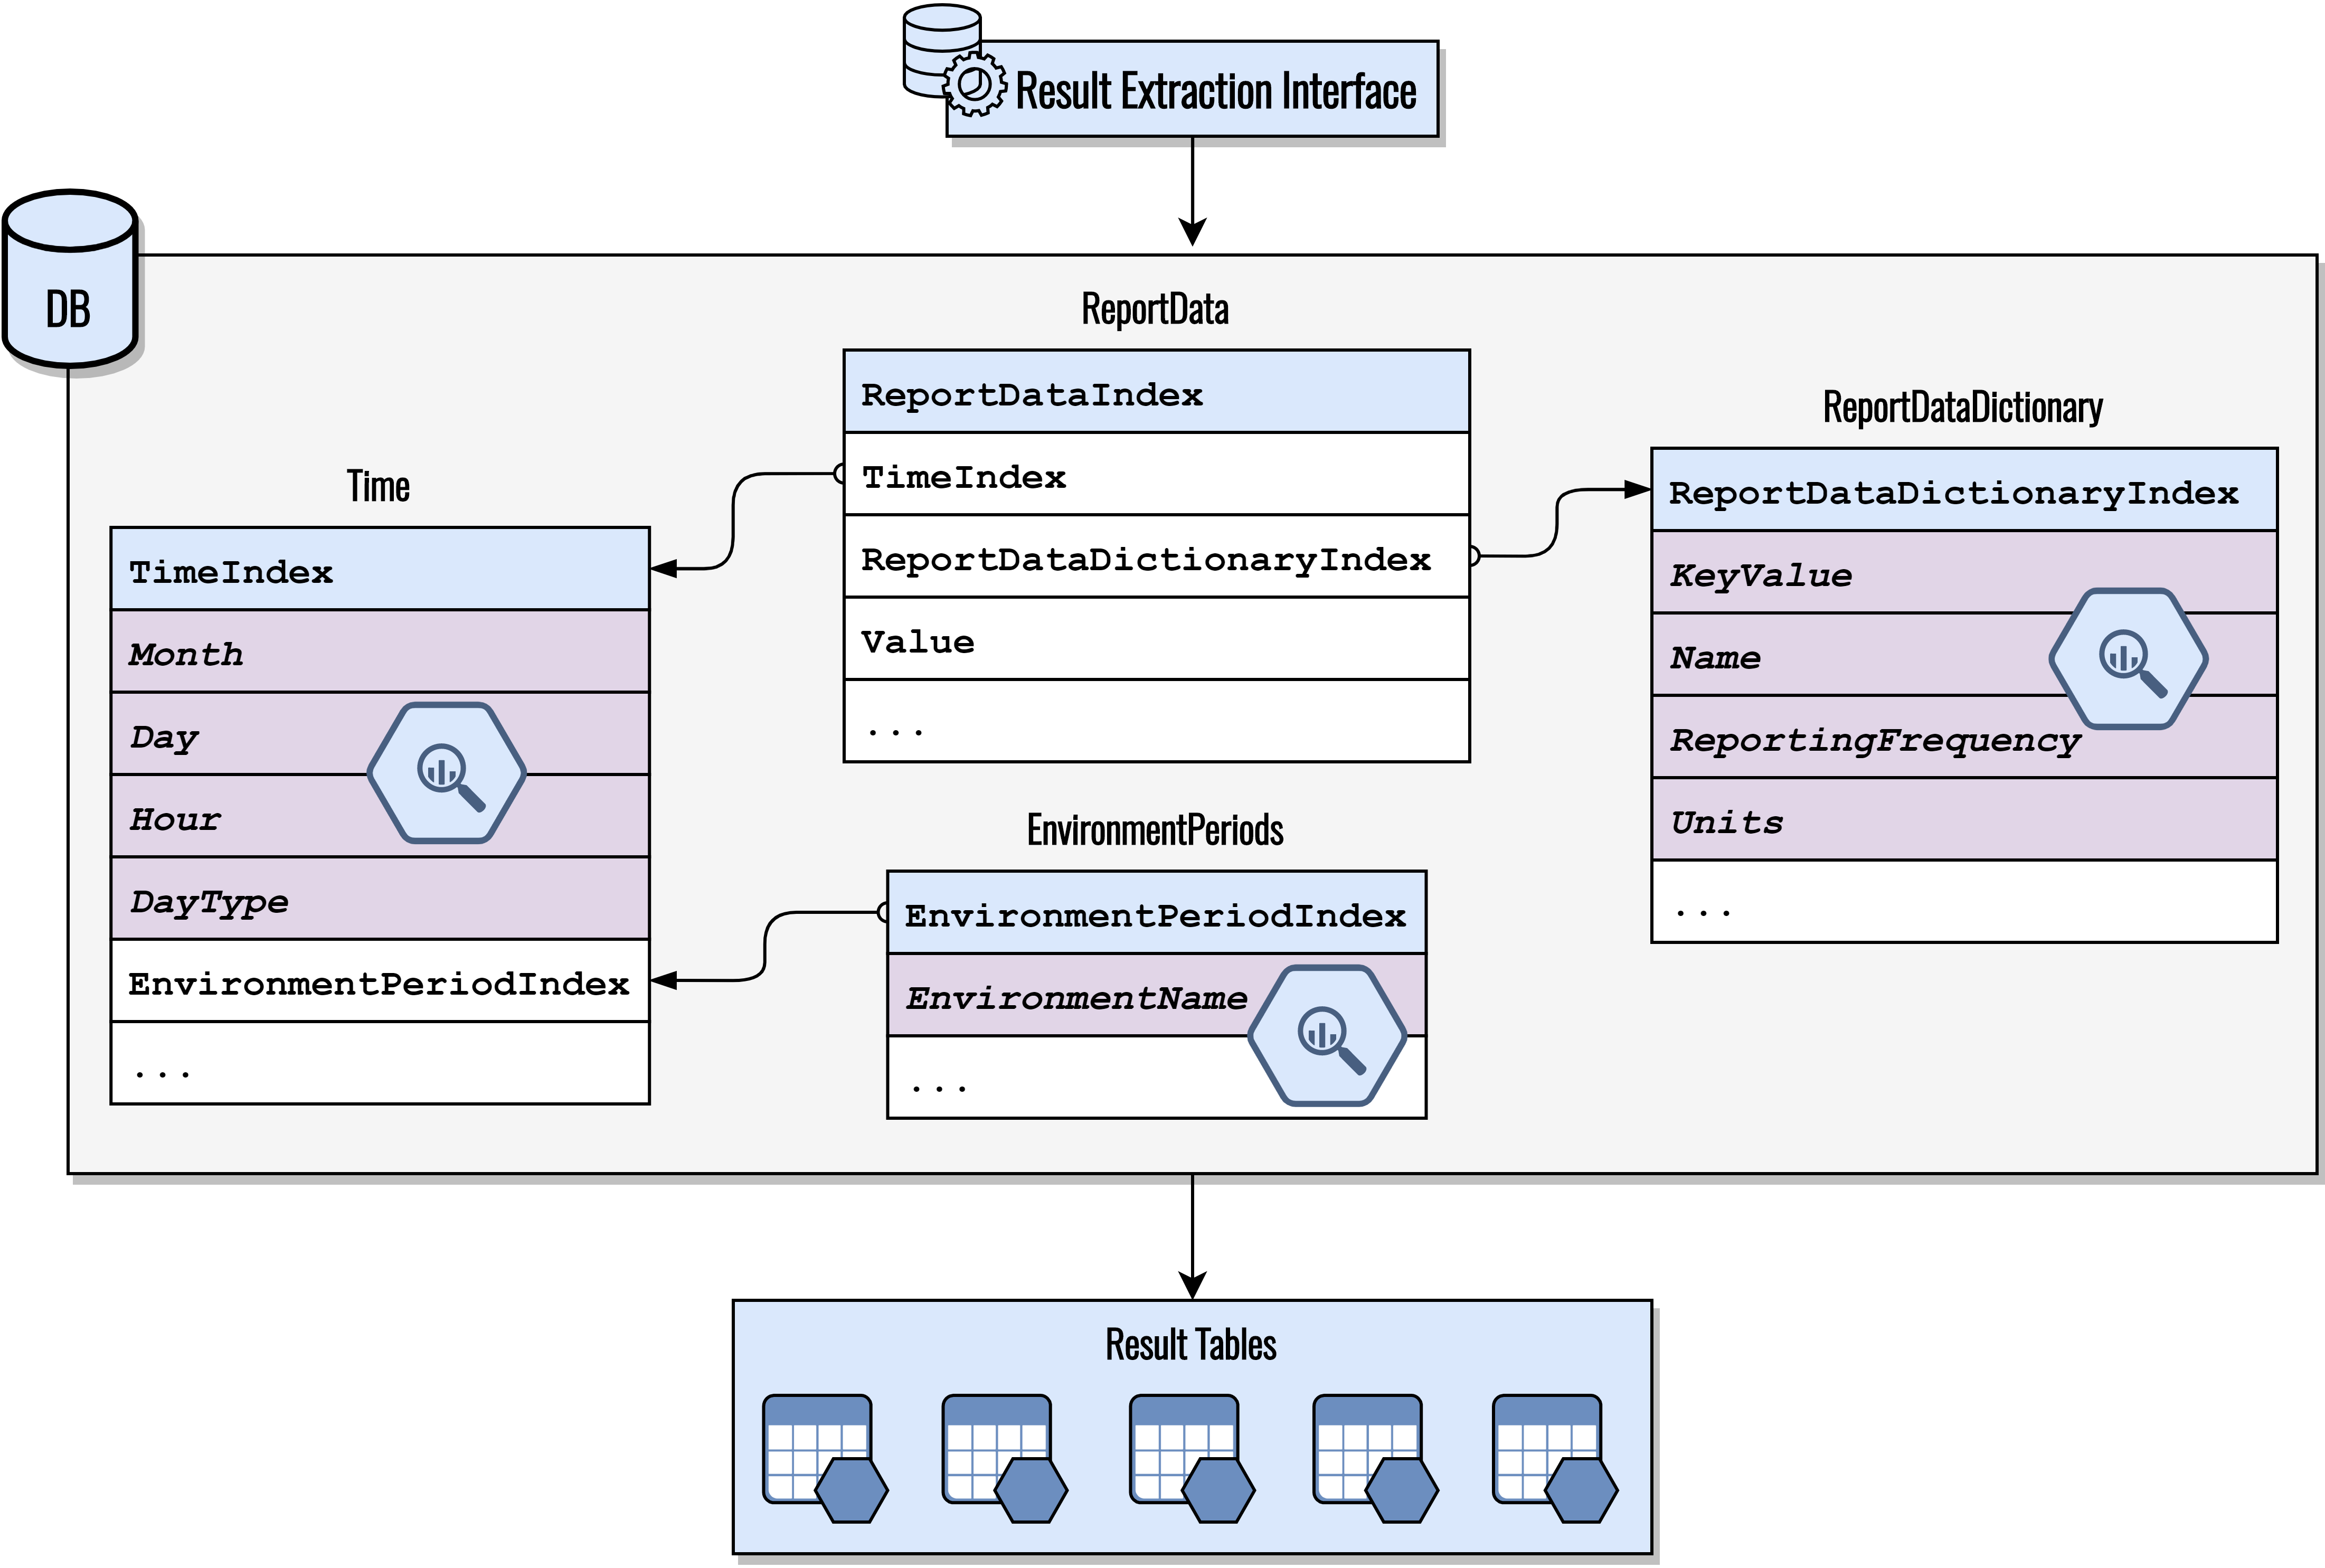 Result Extraction Interface
DB
ReportData
ReportDataIndex
TimeIndex
ReportDataDictionaryIndex
Value
...
ReportDataDictionary
ReportDataDictionaryIndex
KeyValue
Name
ReportingFrequency
Units
...
Time
TimeIndex
Month
Day
Hour
DayType
EnvironmentPeriodIndex
...
EnvironmentPeriods
EnvironmentPeriodIndex
EnvironmentName
...
Result Tables